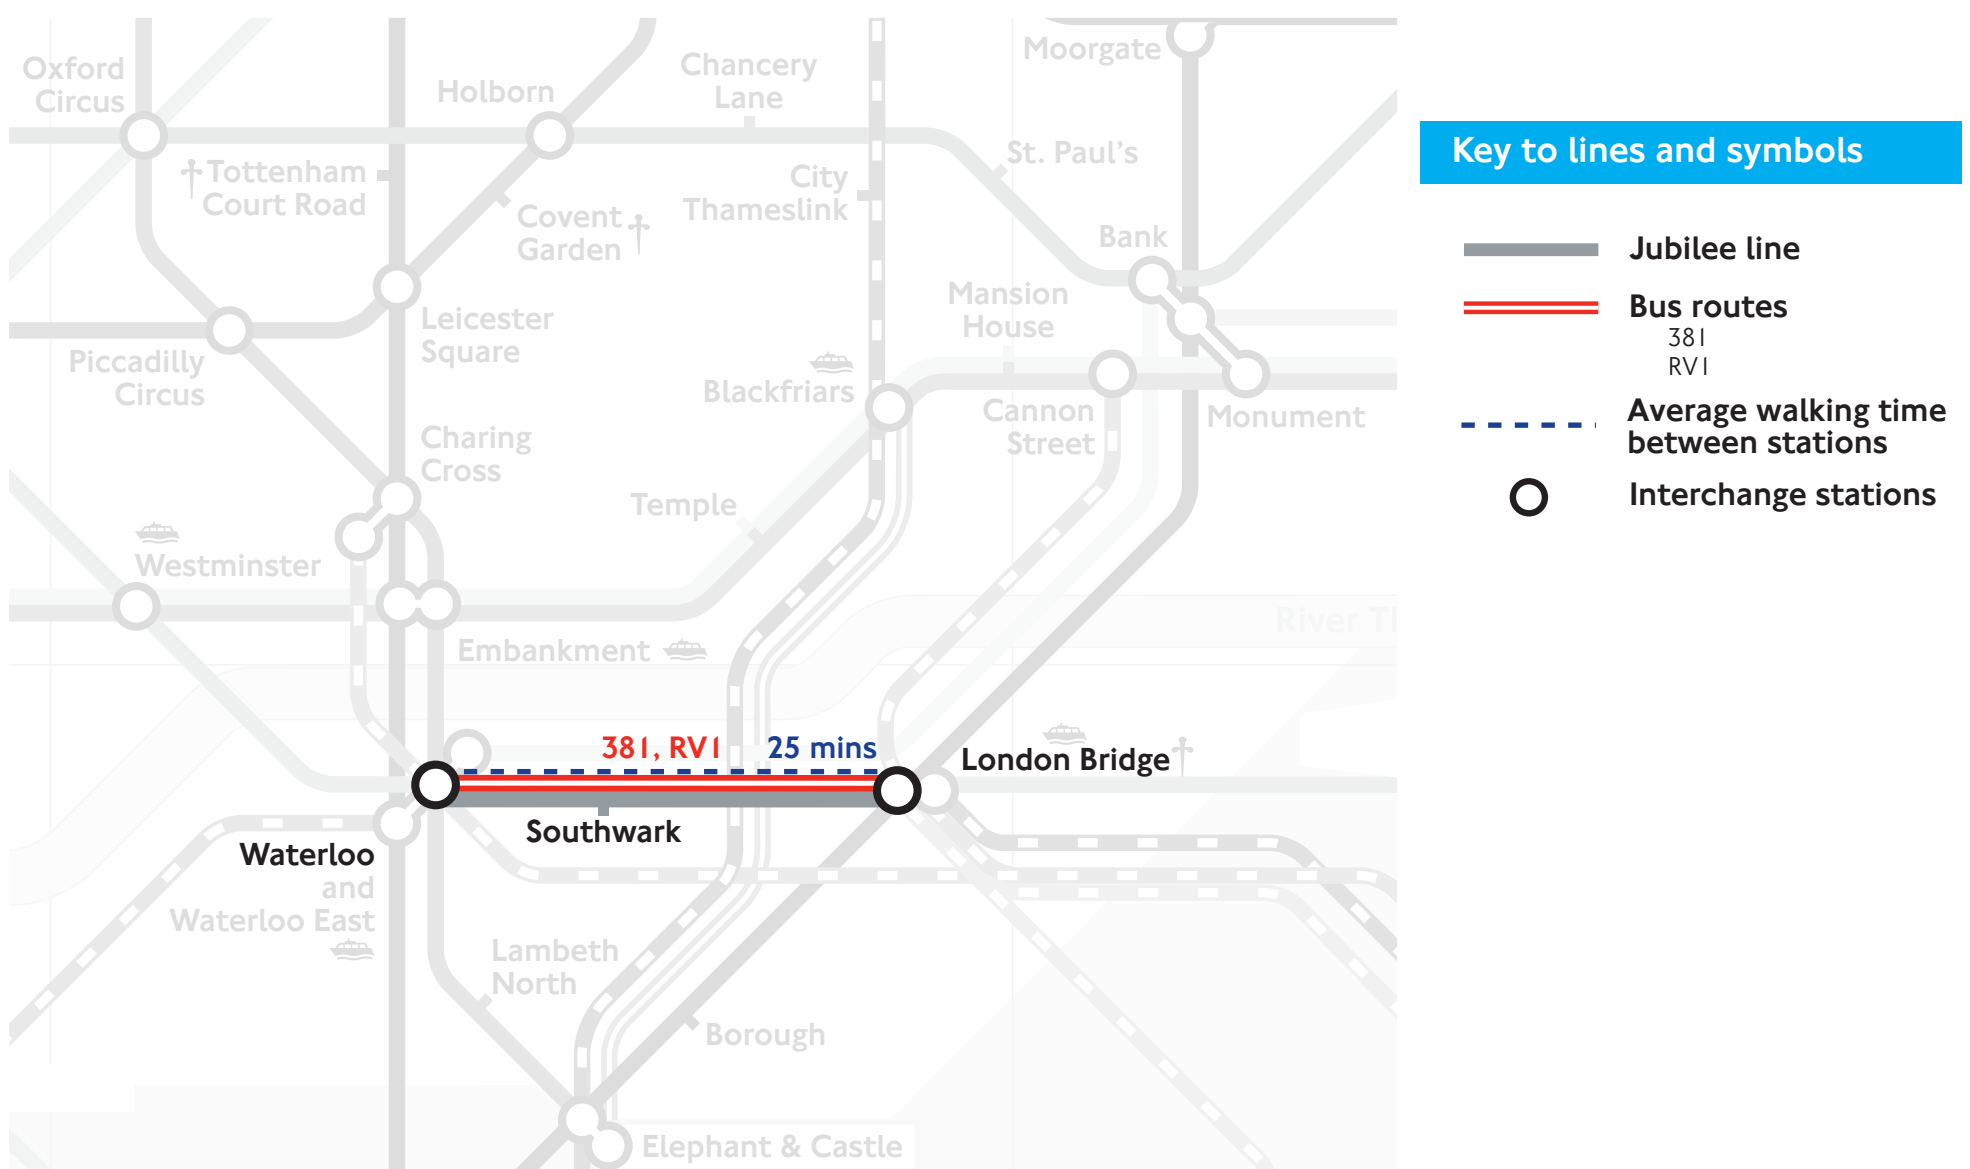 Oxford
Circus
Holborn
Chancery
Lane
Moorgate
Tottenham
Court Road
Covent
Garden
City
Thameslink
St. Paul's
Bank
Mansion
House
Leicester
Square
Piccadilly
Circus
Blackfriars
Cannon
Street
Monument
Charing
Cross
Temple
Westminster
Embankment
River Th
381, RV1
25 mins
London Bridge
Southwark
Waterloo
and
Waterloo East
Lambeth
North
Borough
Elephant & Castle
Key to lines and symbols
Jubilee line
Bus routes
381
RV1
Average walking time
between stations
Interchange stations